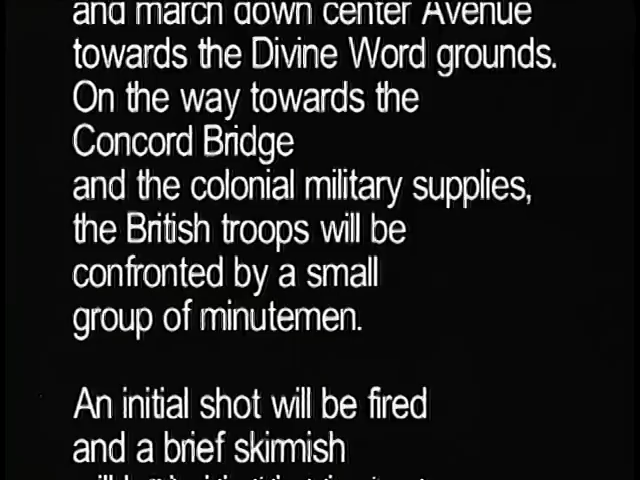 and march down center Avenue
towards the Divine Word grounds.
On the way towards the
Concord Bridge
and the colonial military supplies,
the British troops will be
confronted by a small
group of minutemen.
An initial shot will be fired
and a brief skirmish